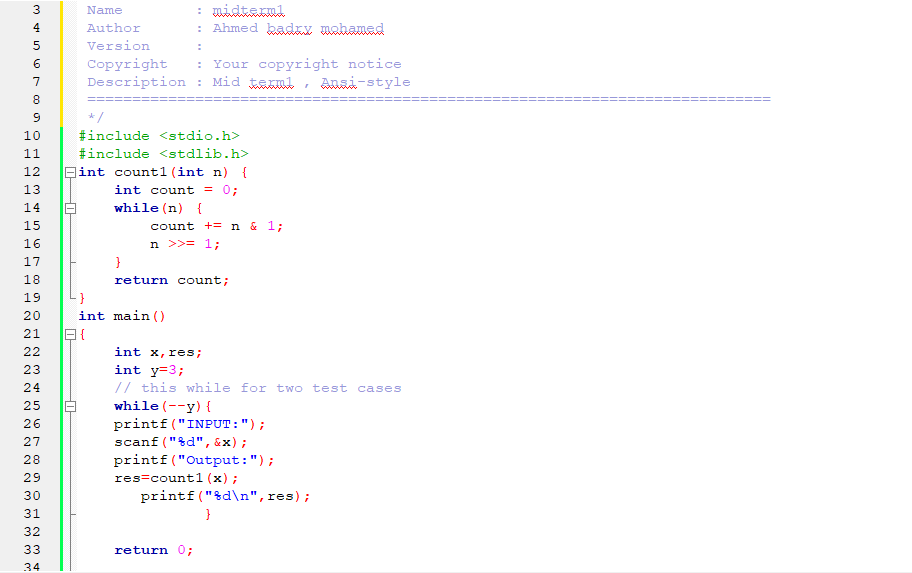 3 Name : midterm1
4 Author : Ahmed badry mohamed
5 Version :
6 Copyright : Your copyright notice
7 Description : Mid term1 , Ansi-style
8 ============================================================================
9 */
10 #include <stdio.h>
11 #include <stdlib.h>
12 int count1(int n) {
13 int count = 0;
14 while(n) {
15 count += n & 1;
16 n >>= 1;
17 }
18 return count;
19 }
20 int main()
21 {
22 int x,res;
23 int y=3;
24 // this while for two test cases
25 while(--y){
26 printf("INPUT:");
27 scanf("%d",&x);
28 printf("Output:");
29 res=count1(x);
30 printf("%d\n",res);
31 }
32
33 return 0;
34